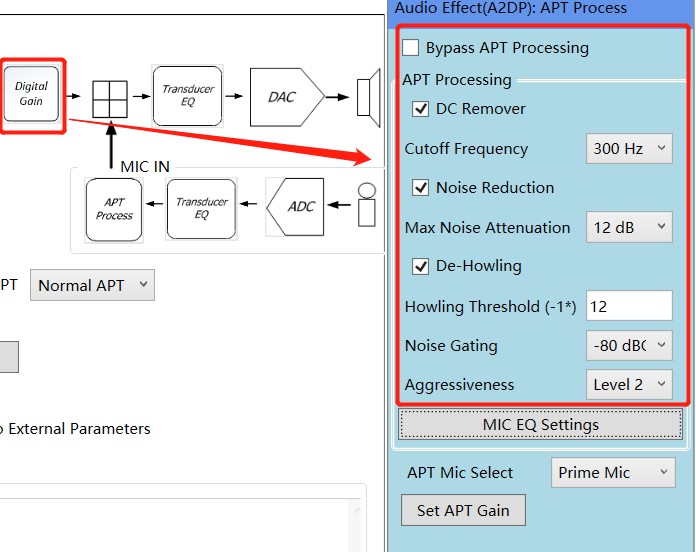 Audio Effect(A2DP): APT Process
Bypass APT Processing
APT Processing
DC Remover
Cutoff Frequency 300 Hz
Noise Reduction
Max Noise Attenuation 12 dB
De-Howling
Howling Threshold (-1*) 12
Noise Gating -80 dB
Aggressiveness Level 2
MIC EQ Settings
APT Mic Select Prime Mic
Set APT Gain
Digital
Gain
Transducer
EQ
DAC
MIC IN
APT
Process
Transducer
EQ
ADC
PT Normal APT
External Parameters